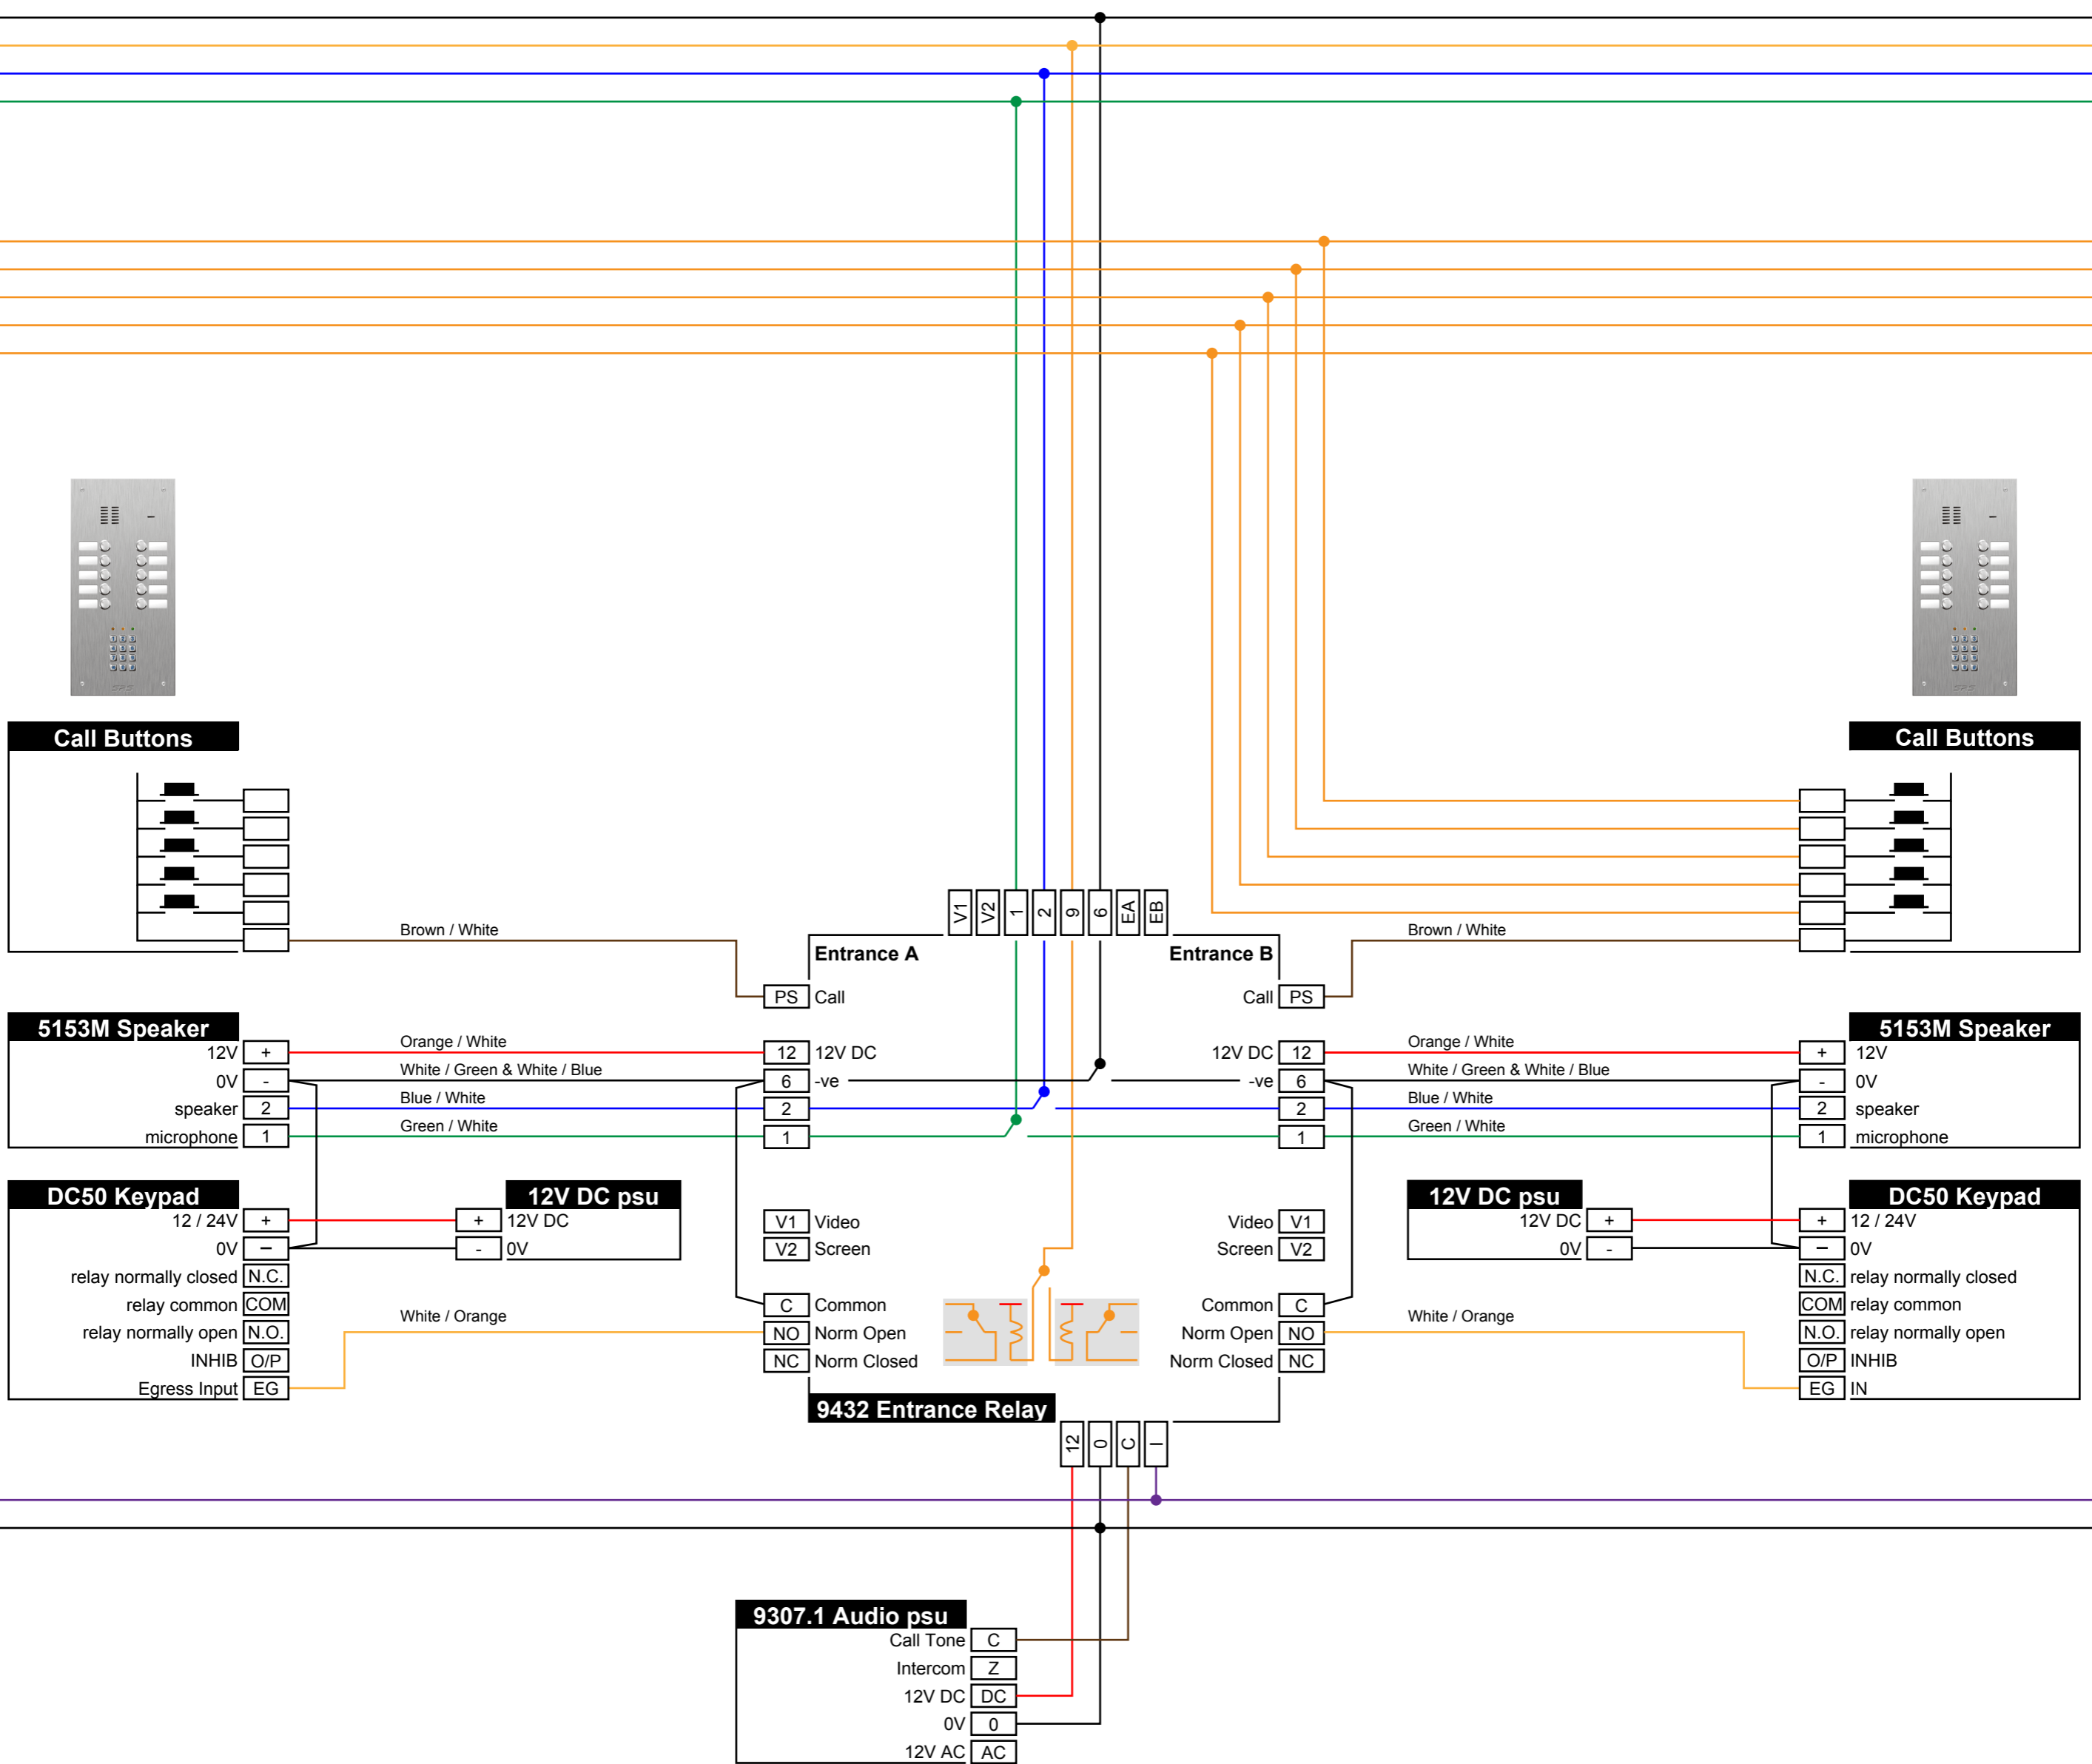 Call Buttons
Call Buttons
V1 V2 1 2 9 6 EA EB
Brown / White
Brown / White
Entrance A
Entrance B
PS Call
Call PS
5153M Speaker
12V +
0V -
speaker 2
microphone 1
Orange / White
White / Green & White / Blue
Blue / White
Green / White
12 12V DC
6 -ve
2
1
12V DC 12
-ve 6
2
1
Orange / White
White / Green & White / Blue
Blue / White
Green / White
5153M Speaker
+ 12V
- 0V
2 speaker
1 microphone
DC50 Keypad
12 / 24V +
0V –
relay normally closed N.C.
relay common COM
relay normally open N.O.
INHIB O/P
Egress Input EG
12V DC psu
+ 12V DC
- 0V
White / Orange
V1 Video
V2 Screen
C Common
NO Norm Open
NC Norm Closed
Video V1
Screen V2
Common C
Norm Open NO
Norm Closed NC
12V DC psu
12V DC +
0V -
White / Orange
DC50 Keypad
+ 12 / 24V
– 0V
N.C. relay normally closed
COM relay common
N.O. relay normally open
O/P INHIB
EG IN
9432 Entrance Relay
12 0 C I
9307.1 Audio psu
Call Tone C
Intercom Z
12V DC DC
0V 0
12V AC AC